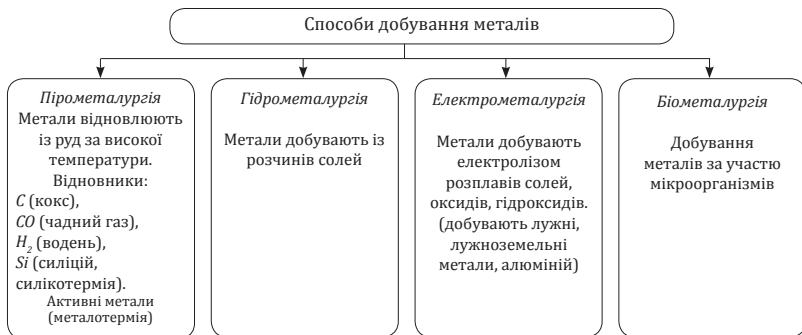 Способи добування металів
Пірометалургія
Метали відновлюють
із руд за високої
температури.
Відновники:
C (кокс),
CO (чадний газ),
H₂ (водень),
Si (силіцій,
силікотермія).
Активні метали
(металотермія)
Гідрометалургія
Метали добувають із
розчинів солей
Електрометалургія
Метали добувають
електролізом
розплавів солей,
оксидів, гідроксидів.
(добувають лужні,
лужноземельні
метали, алюміній)
Біометалургія
Добування
металів за участю
мікроорганізмів